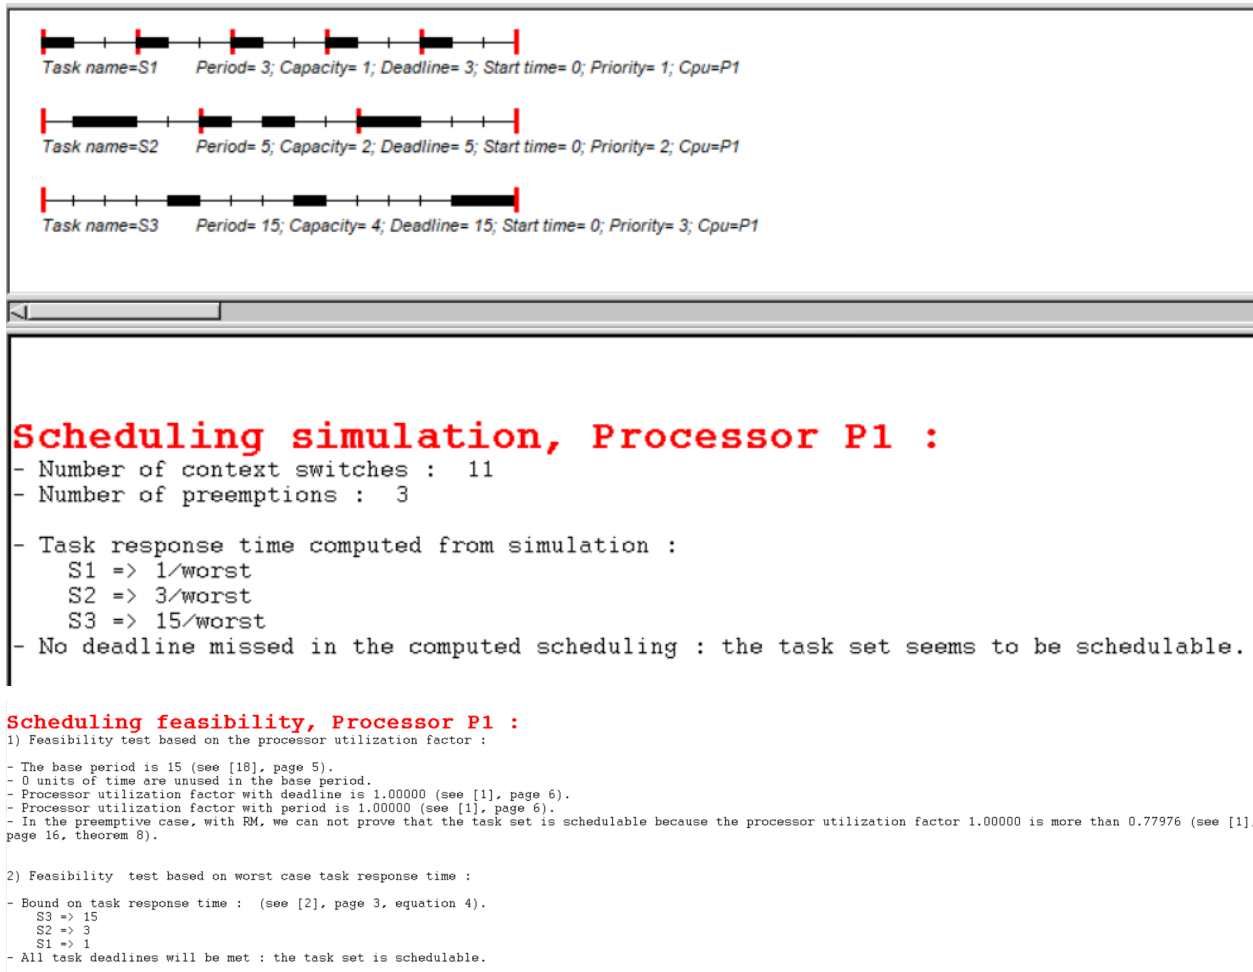 Task name=S1 Period= 3; Capacity= 1; Deadline= 3; Start time= 0; Priority= 1; Cpu=P1
Task name=S2 Period= 5; Capacity= 2; Deadline= 5; Start time= 0; Priority= 2; Cpu=P1
Task name=S3 Period= 15; Capacity= 4; Deadline= 15; Start time= 0; Priority= 3; Cpu=P1
Scheduling simulation, Processor P1 :
- Number of context switches : 11
- Number of preemptions : 3
- Task response time computed from simulation :
S1 => 1/worst
S2 => 3/worst
S3 => 15/worst
- No deadline missed in the computed scheduling : the task set seems to be schedulable.
Scheduling feasibility, Processor P1 :
1) Feasibility test based on the processor utilization factor :
- The base period is 15 (see [18], page 5).
- 0 units of time are unused in the base period.
- Processor utilization factor with deadline is 1.00000 (see [1], page 6).
- Processor utilization factor with period is 1.00000 (see [1], page 6).
- In the preemptive case, with RM, we can not prove that the task set is schedulable because the processor utilization factor 1.00000 is more than 0.77976 (see [1],
page 16, theorem 8).
2) Feasibility test based on worst case task response time :
- Bound on task response time : (see [2], page 3, equation 4).
S3 => 15
S2 => 3
S1 => 1
- All task deadlines will be met : the task set is schedulable.